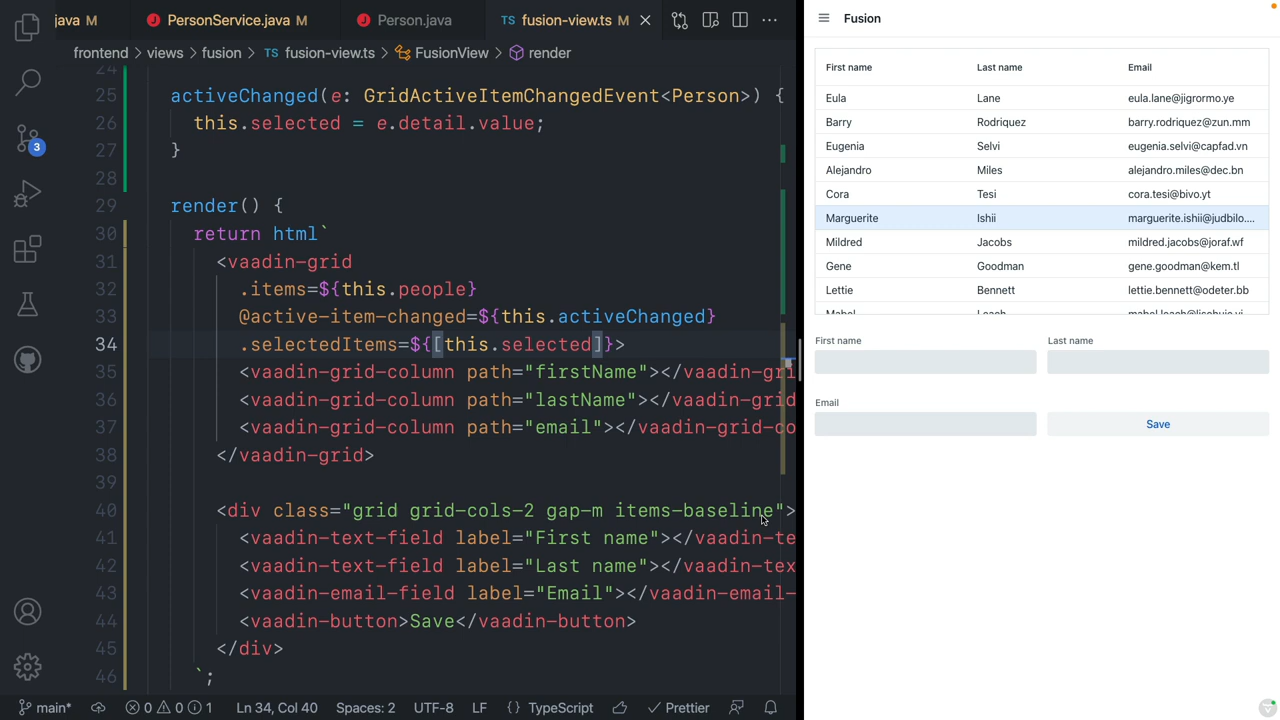 java M
PersonService.java M
Person.java
TS fusion-view.ts M
frontend > views > fusion > TS fusion-view.ts > FusionView > render
24
25 activeChanged(e: GridActiveItemChangedEvent<Person>) {
26 this.selected = e.detail.value;
27 }
28
29 render() {
30 return html`
31 <vaadin-grid
32 .items=${this.people}
33 @active-item-changed=${this.activeChanged}
34 .selectedItems=${[this.selected]}>
35 <vaadin-grid-column path="firstName"></vaadin-gri
36 <vaadin-grid-column path="lastName"></vaadin-grid
37 <vaadin-grid-column path="email"></vaadin-grid-co
38 </vaadin-grid>
39
40 <div class="grid grid-cols-2 gap-m items-baseline">
41 <vaadin-text-field label="First name"></vaadin-te
42 <vaadin-text-field label="Last name"></vaadin-tex
43 <vaadin-email-field label="Email"></vaadin-email-
44 <vaadin-button>Save</vaadin-button>
45 </div>
46 `;
3
main* 0 0 1 Ln 34, Col 40 Spaces: 2 UTF-8 LF {} TypeScript Prettier
Fusion
First name Last name Email
Eula Lane eula.lane@jigrormo.ye
Barry Rodriquez barry.rodriquez@zun.mm
Eugenia Selvi eugenia.selvi@capfad.vn
Alejandro Miles alejandro.miles@dec.bn
Cora Tesi cora.tesi@bivo.yt
Marguerite Ishii marguerite.ishii@judbilo....
Mildred Jacobs mildred.jacobs@joraf.wf
Gene Goodman gene.goodman@kem.tl
Lettie Bennett lettie.bennett@odeter.bb
First name Last name
Email
Save